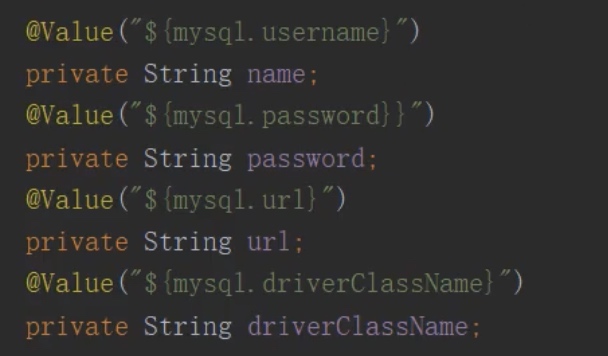 @Value("${mysql.username}")
private String name;
@Value("${mysql.password}}")
private String password;
@Value("${mysql.url}")
private String url;
@Value("${mysql.driverClassName}")
private String driverClassName;